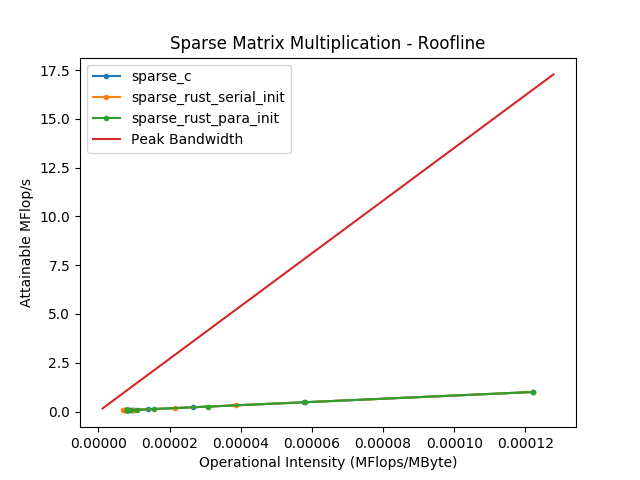 Sparse Matrix Multiplication - Roofline
sparse_c
sparse_rust_serial_init
sparse_rust_para_init
Peak Bandwidth
Attainable MFlop/s
17.5
15.0
12.5
10.0
7.5
5.0
2.5
0.0
0.00000 0.00002 0.00004 0.00006 0.00008 0.00010 0.00012
Operational Intensity (MFlops/MByte)